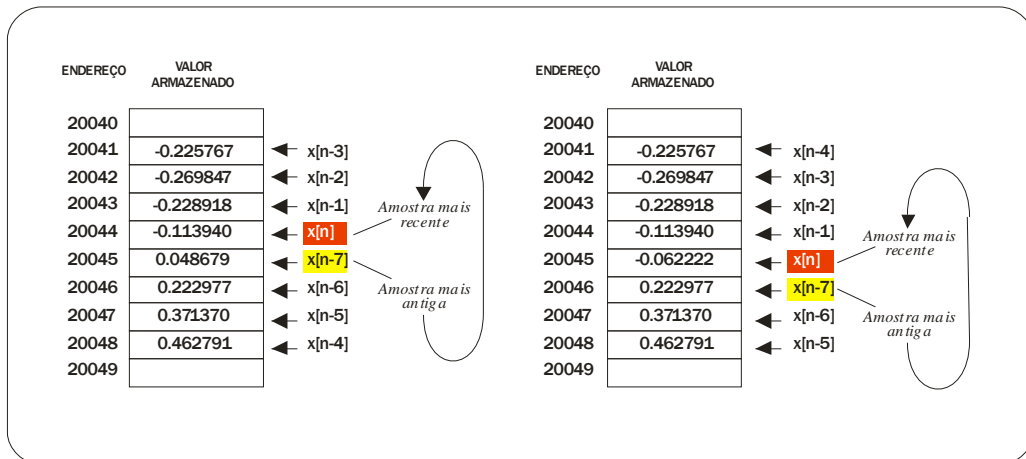 ENDEREÇO
VALOR
ARMAZENADO
20040
20041 -0.225767 x[n-3]
20042 -0.269847 x[n-2]
20043 -0.228918 x[n-1]
20044 -0.113940 x[n]
20045 0.048679 x[n-7]
20046 0.222977 x[n-6]
20047 0.371370 x[n-5]
20048 0.462791 x[n-4]
20049
Amostra mais
recente
Amostra mais
antiga
ENDEREÇO
VALOR
ARMAZENADO
20040
20041 -0.225767 x[n-4]
20042 -0.269847 x[n-3]
20043 -0.228918 x[n-2]
20044 -0.113940 x[n-1]
20045 -0.062222 x[n]
20046 0.222977 x[n-7]
20047 0.371370 x[n-6]
20048 0.462791 x[n-5]
20049
Amostra mais
recente
Amostra mais
antiga